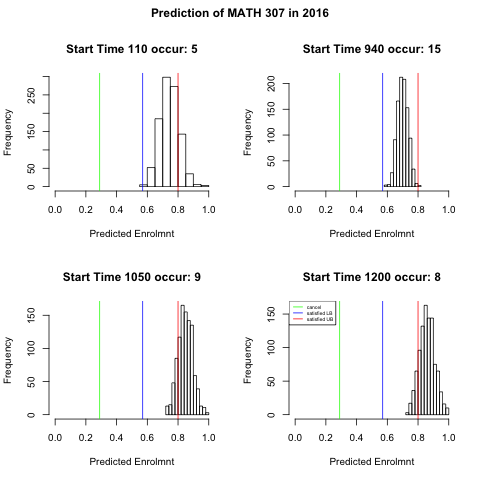 Prediction of MATH 307 in 2016
Start Time 110 occur: 5
Frequency
0 50 150 250
0.0 0.2 0.4 0.6 0.8 1.0
Predicted Enrolmnt
Start Time 940 occur: 15
Frequency
0 50 100 150 200
0.0 0.2 0.4 0.6 0.8 1.0
Predicted Enrolmnt
Start Time 1050 occur: 9
Frequency
0 50 100 150
0.0 0.2 0.4 0.6 0.8 1.0
Predicted Enrolmnt
Start Time 1200 occur: 8
cancel
satisfied LB
satisfied UB
Frequency
0 50 100 150
0.0 0.2 0.4 0.6 0.8 1.0
Predicted Enrolmnt